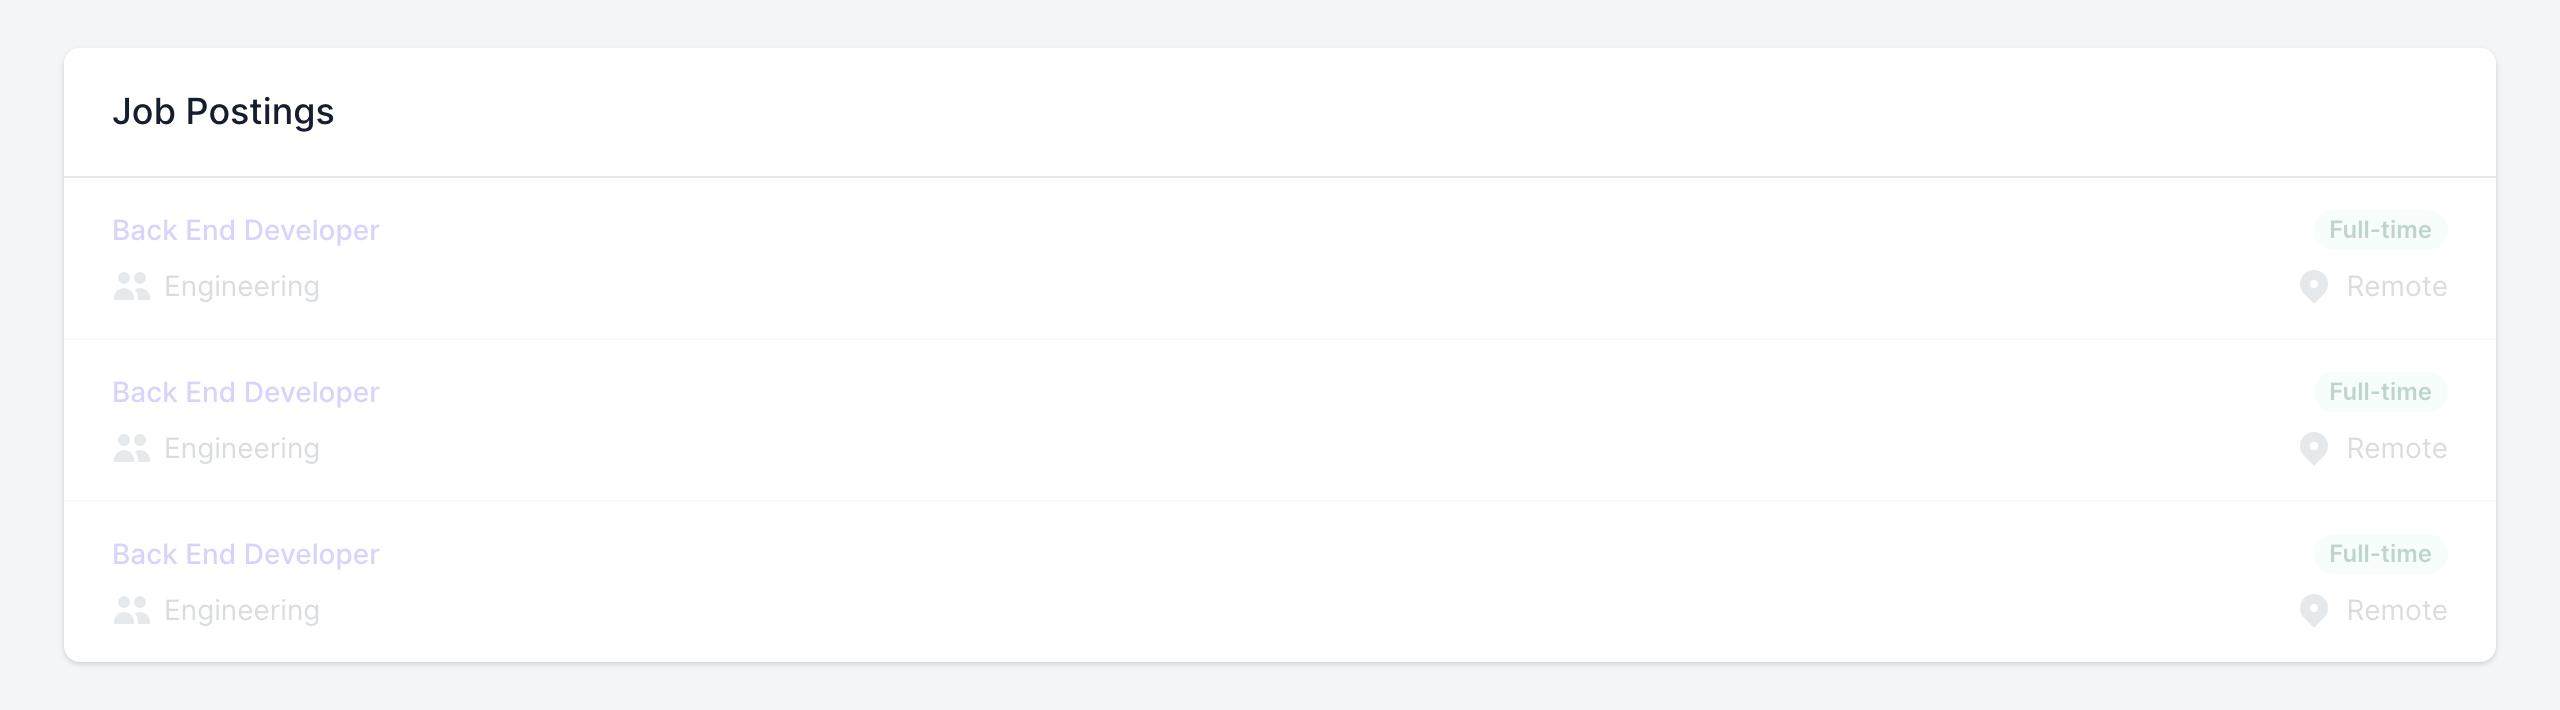 Job Postings
Back End Developer Full-time
Engineering Remote
Back End Developer Full-time
Engineering Remote
Back End Developer Full-time
Engineering Remote